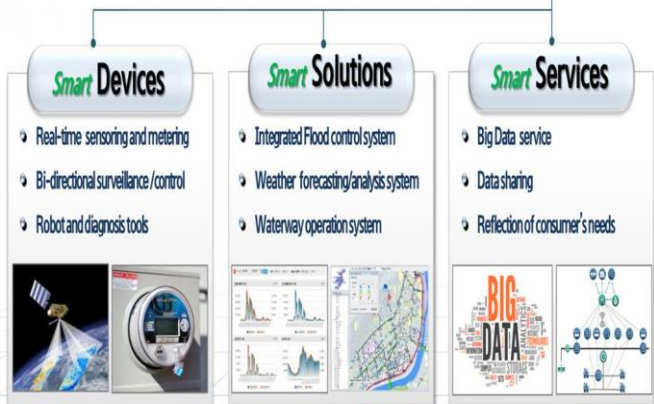 Smart Devices
Real-time sensoring and metering
Bi-directional surveillance/control
Robot and diagnosis tools
Smart Solutions
Integrated Flood control system
Weather forecasting/analysis system
Waterway operation system
Smart Services
Big Data service
Data sharing
Reflection of consumer's needs
BIG
DATA
ANALYTICS
STORAGE